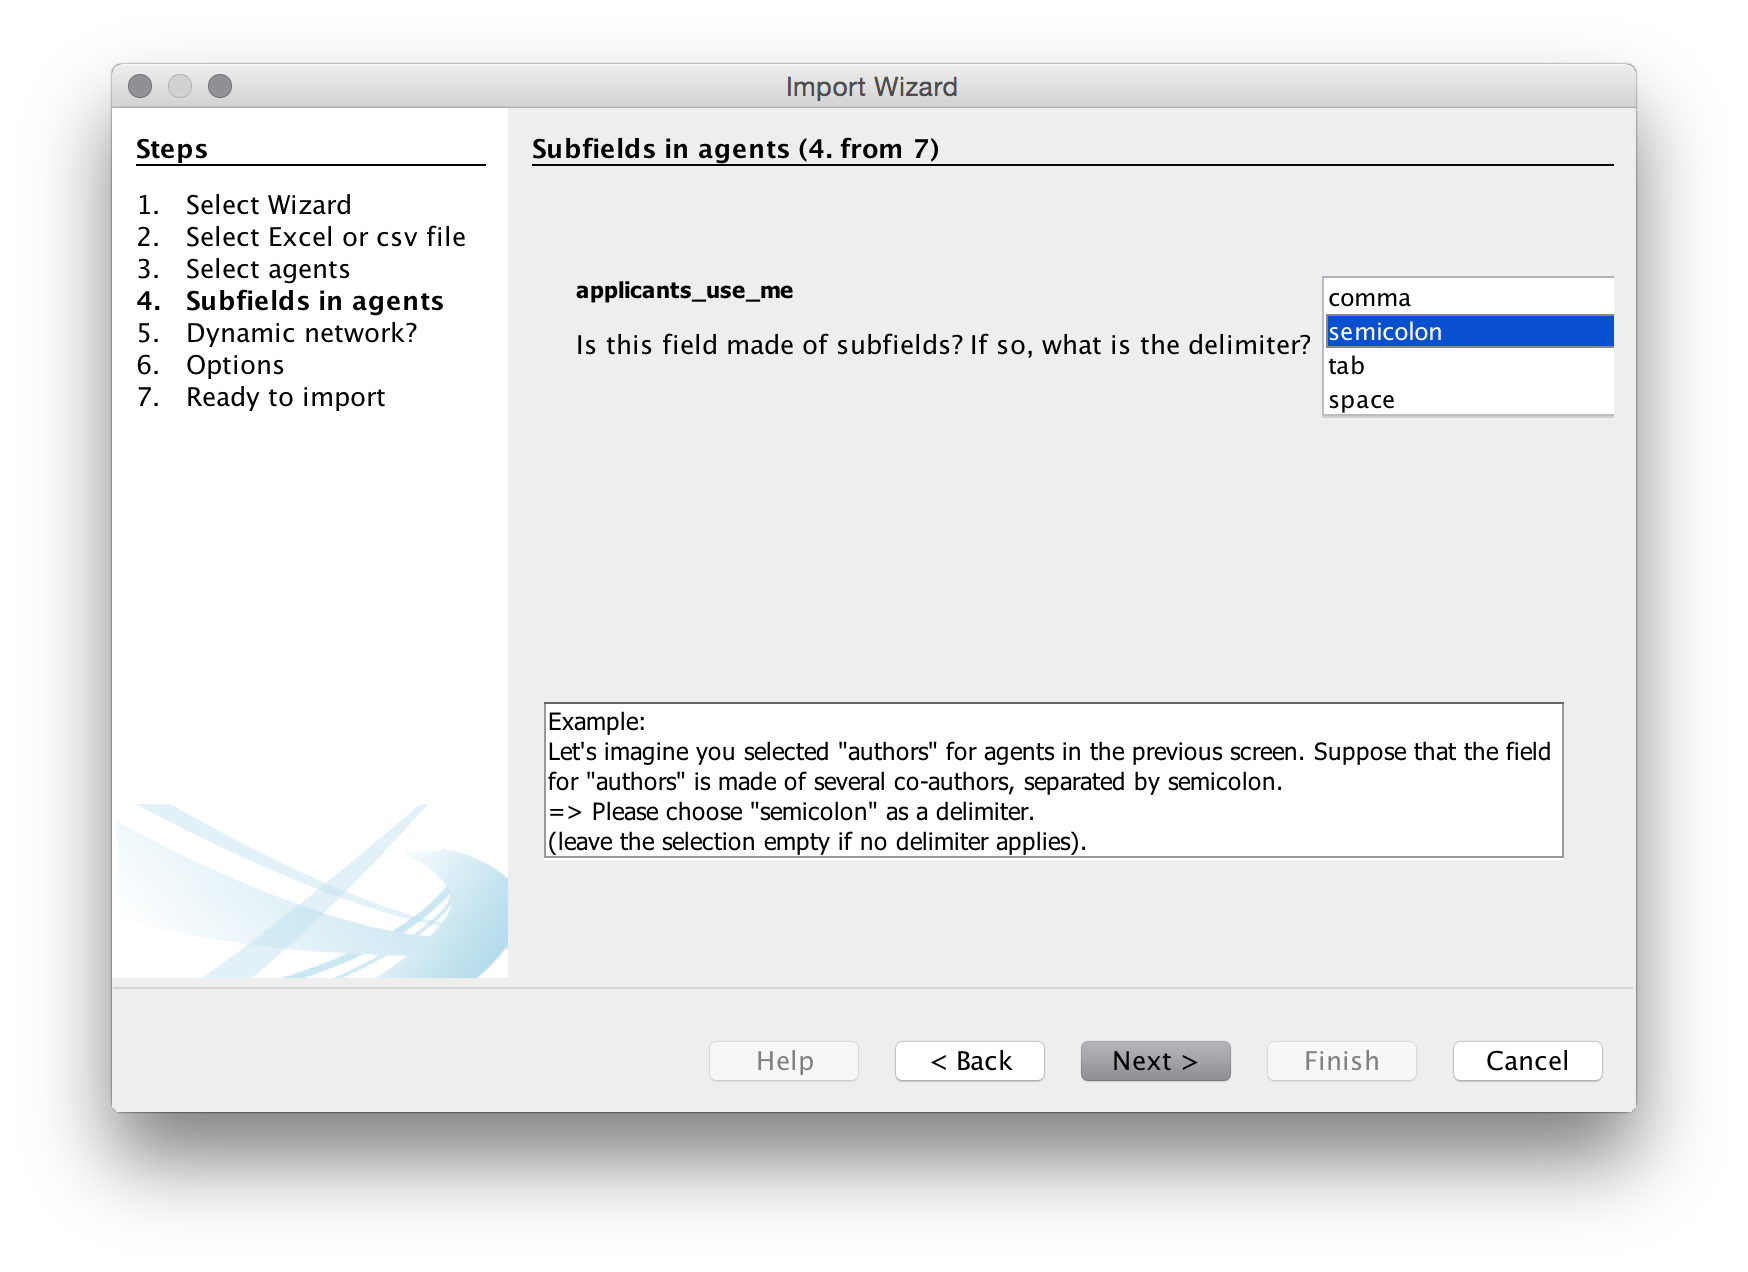 Import Wizard
Steps
1. Select Wizard
2. Select Excel or csv file
3. Select agents
4. Subfields in agents
5. Dynamic network?
6. Options
7. Ready to import
Subfields in agents (4. from 7)
applicants_use_me
Is this field made of subfields? If so, what is the delimiter?
comma
semicolon
tab
space
Example:
Let's imagine you selected "authors" for agents in the previous screen. Suppose that the field
for "authors" is made of several co-authors, separated by semicolon.
=> Please choose "semicolon" as a delimiter.
(leave the selection empty if no delimiter applies).
Help
< Back
Next >
Finish
Cancel